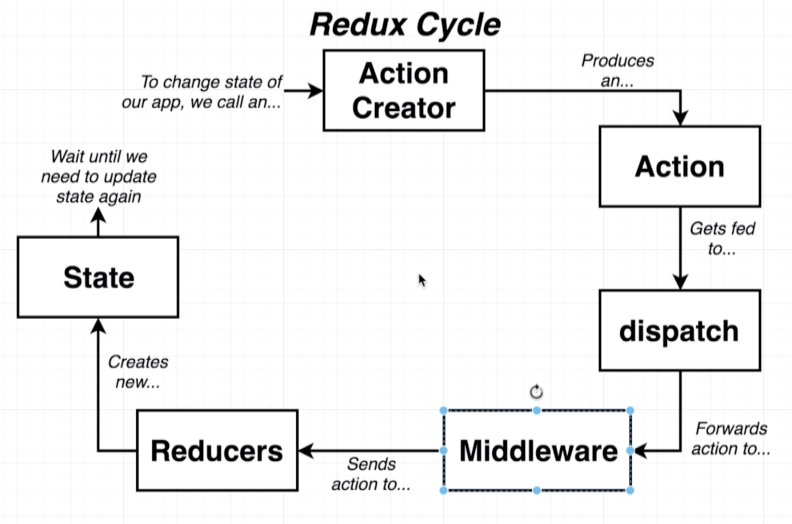 Redux Cycle
To change state of
our app, we call an...
Action
Creator
Produces
an...
Action
Gets fed
to...
dispatch
Forwards
action to...
Middleware
Sends
action to...
Reducers
Creates
new...
State
Wait until we
need to update
state again